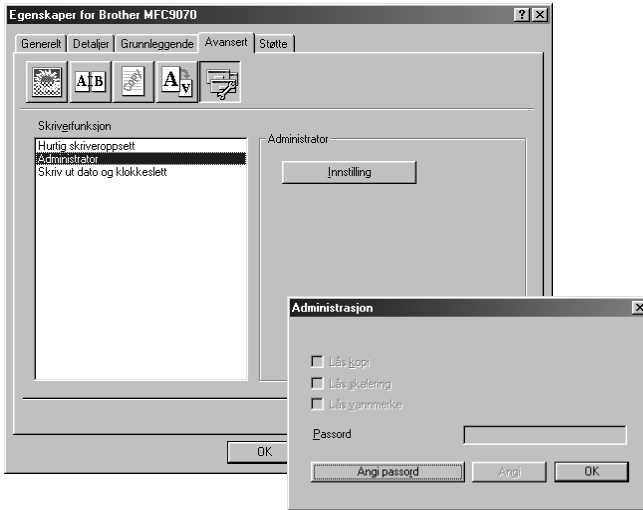 Egenskaper for Brother MFC9070
Generelt Detaljer Grunnleggende Avansert Støtte
Skriverfunksjon
Hurtig skriveroppsett
Administrator
Skriv ut dato og klokkeslett
Administrator
Innstilling
OK
Administrasjon
Lås kopi
Lås skalering
Lås vannmerke
Passord
Angi passord Angi OK